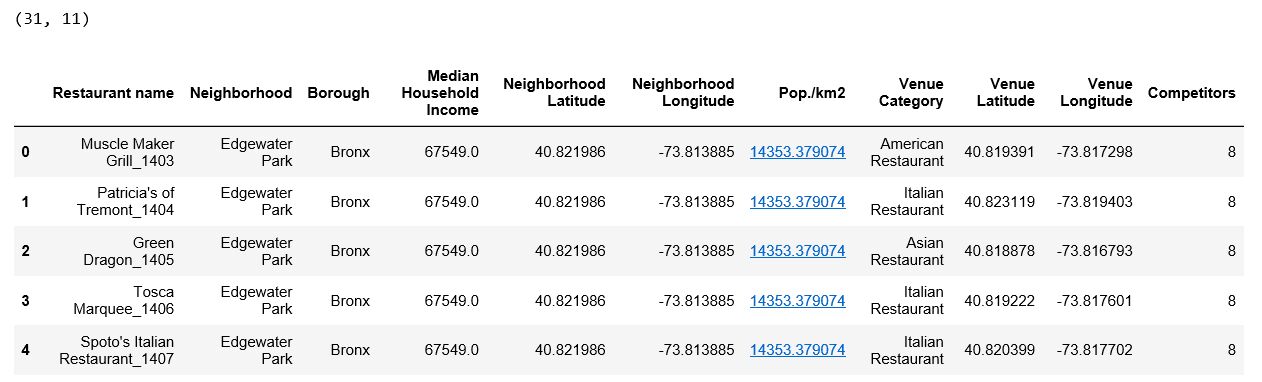 (31, 11)
Restaurant name Neighborhood Borough Median Household Income Neighborhood Latitude Neighborhood Longitude Pop./km2 Venue Category Venue Latitude Venue Longitude Competitors
0 Muscle Maker Grill_1403 Edgewater Park Bronx 67549.0 40.821986 -73.813885 14353.379074 American Restaurant 40.819391 -73.817298 8
1 Patricia's of Tremont_1404 Edgewater Park Bronx 67549.0 40.821986 -73.813885 14353.379074 Italian Restaurant 40.823119 -73.819403 8
2 Green Dragon_1405 Edgewater Park Bronx 67549.0 40.821986 -73.813885 14353.379074 Asian Restaurant 40.818878 -73.816793 8
3 Tosca Marquee_1406 Edgewater Park Bronx 67549.0 40.821986 -73.813885 14353.379074 Italian Restaurant 40.819222 -73.817601 8
4 Spoto's Italian Restaurant_1407 Edgewater Park Bronx 67549.0 40.821986 -73.813885 14353.379074 Italian Restaurant 40.820399 -73.817702 8